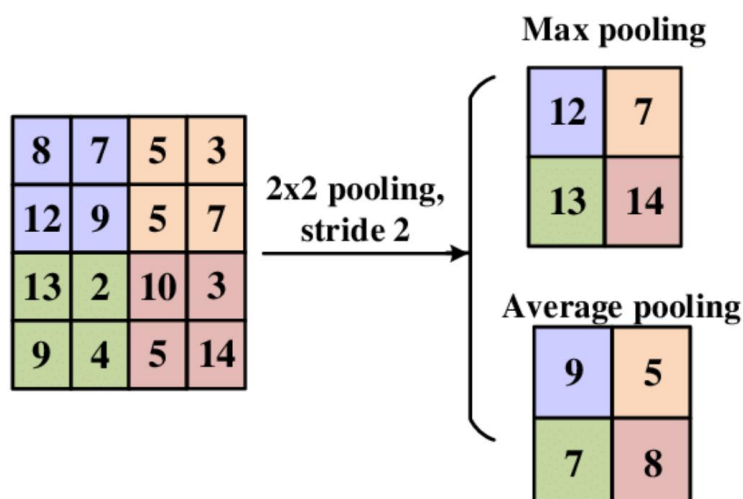 Max pooling
12 7
13 14
8 7 5 3
12 9 5 7
13 2 10 3
9 4 5 14
2x2 pooling,
stride 2
Average pooling
9 5
7 8